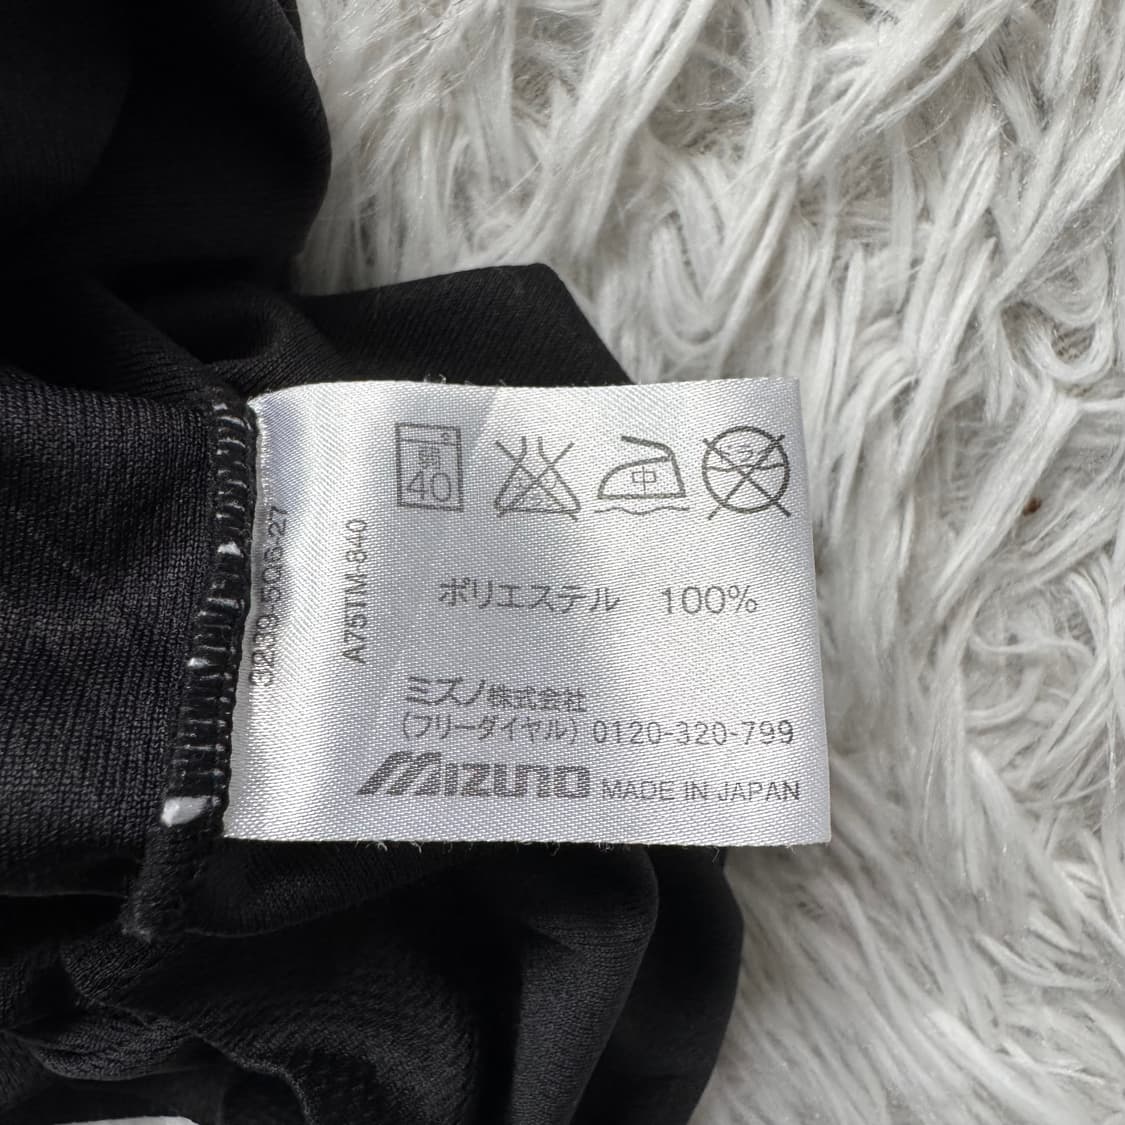 40
中
ポリエステル 100%
ミズノ株式会社
(フリーダイヤル) 0120-320-799
MIZUNO MADE IN JAPAN
A75TM-840
3239-506-27